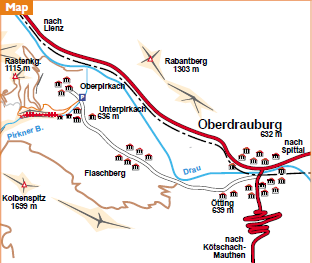 Map
nach
Lienz
Rastenkg.
1115 m
Rabantberg
1303 m
Oberpirkach
P
Unterpirkach
636 m
Oberdrauburg
632 m
Pirkner B.
nach
Spittal
Flaschberg
Drau
Kolbenspitz
1699 m
Ötting
639 m
nach
Kötschach-
Mauthen